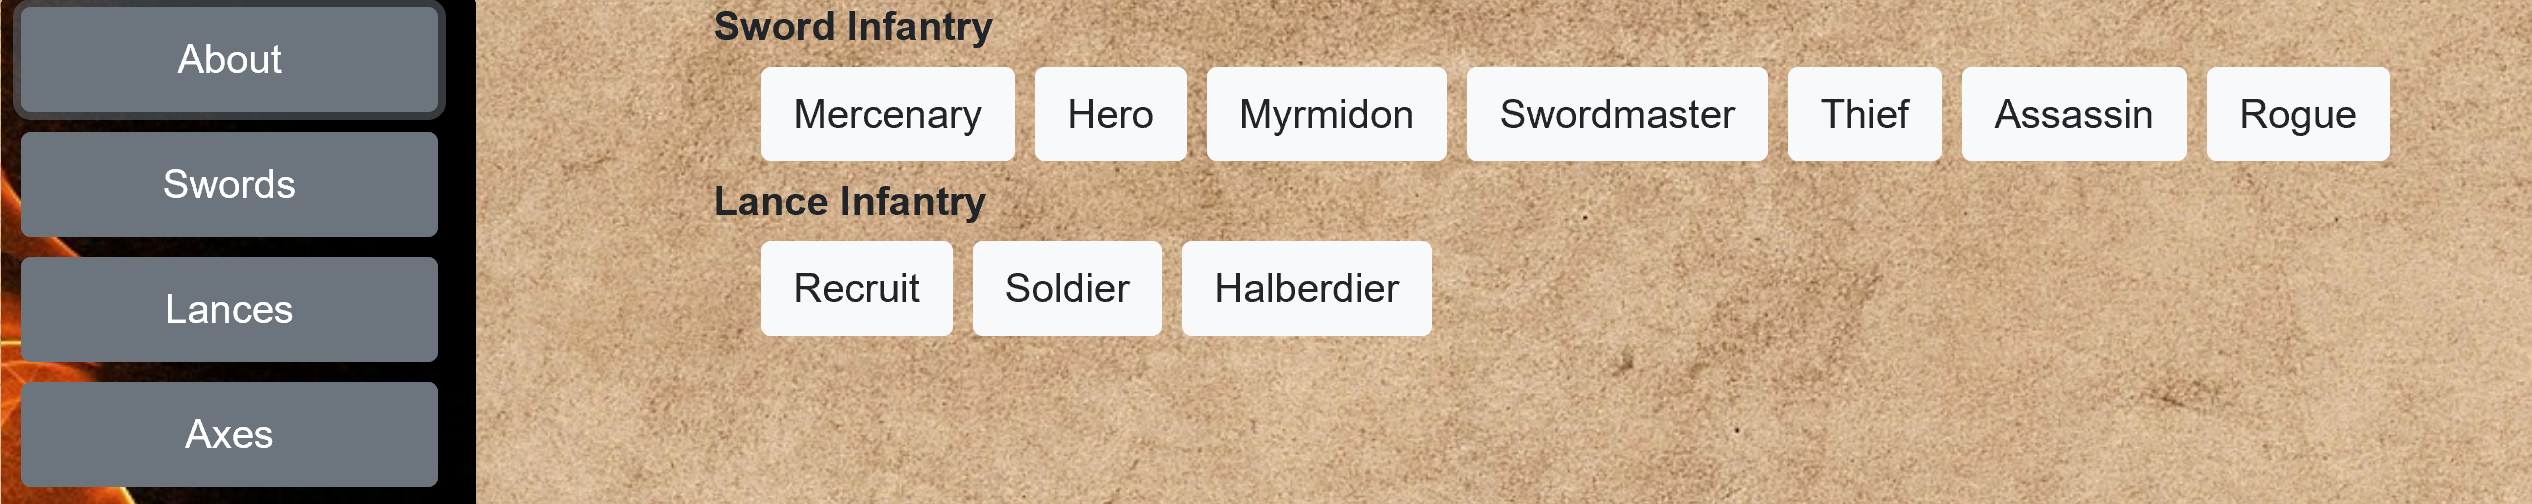 About
Swords
Lances
Axes
Sword Infantry
Mercenary Hero Myrmidon Swordmaster Thief Assassin Rogue
Lance Infantry
Recruit Soldier Halberdier